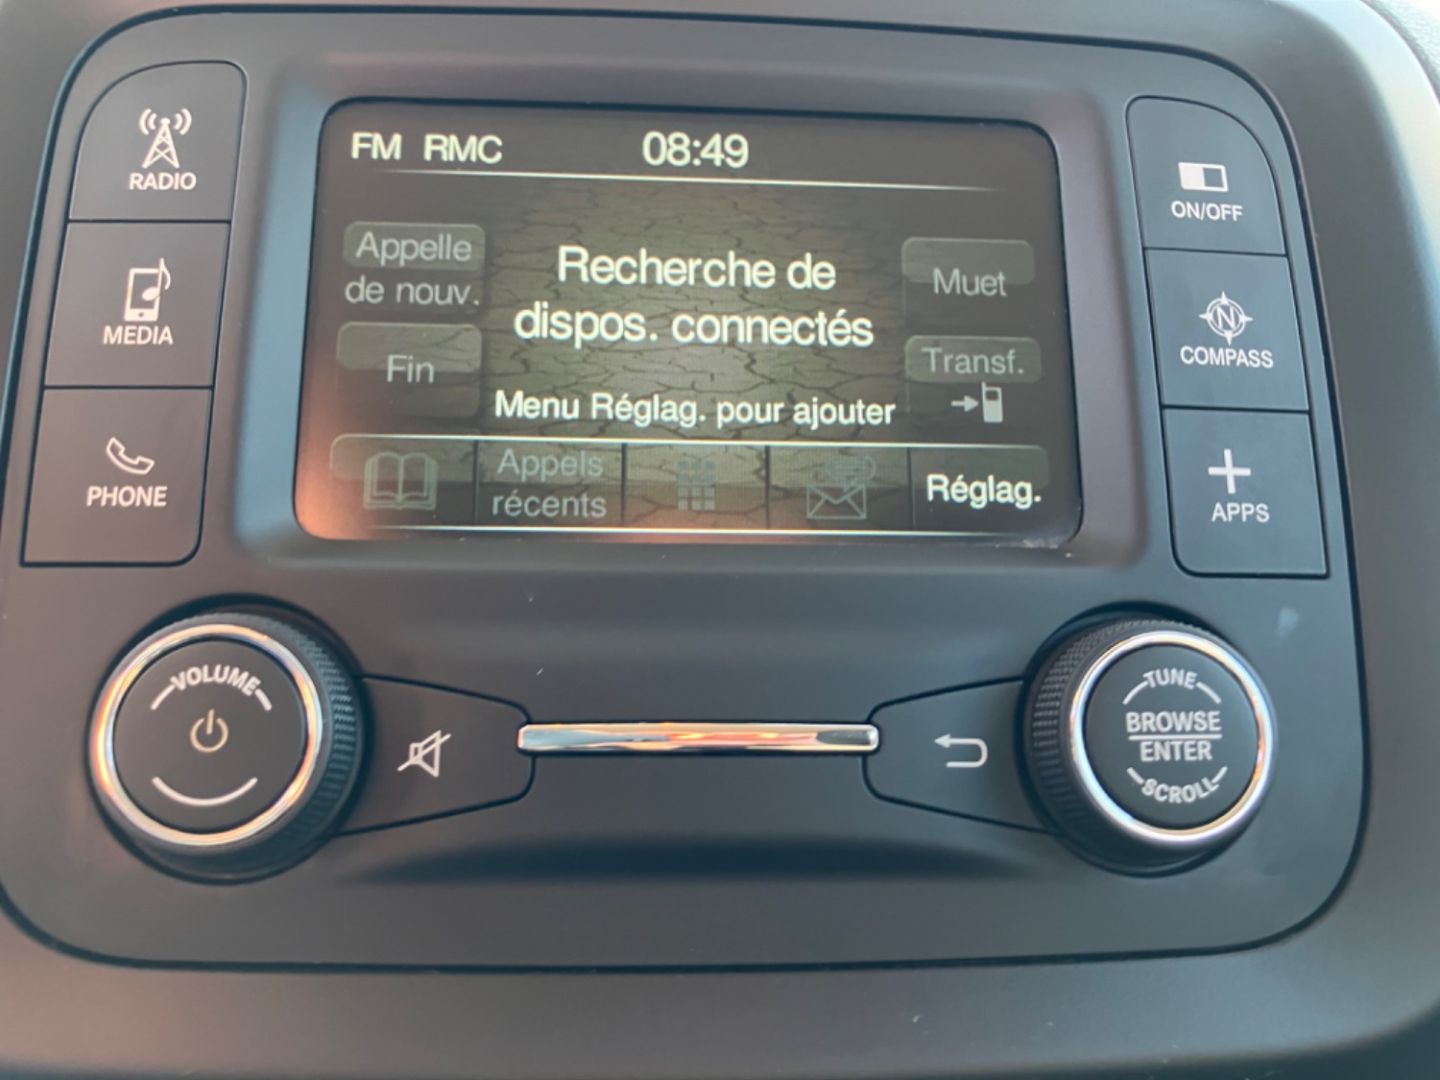 RADIO
MEDIA
PHONE
FM RMC 08:49
Appelle
de nouv.
Fin
Recherche de
dispos. connectés
Menu Réglag. pour ajouter
Muet
Transf.
Appels
récents
Réglag.
ON/OFF
N
COMPASS
APPS
VOLUME
TUNE
BROWSE
ENTER
SCROLL